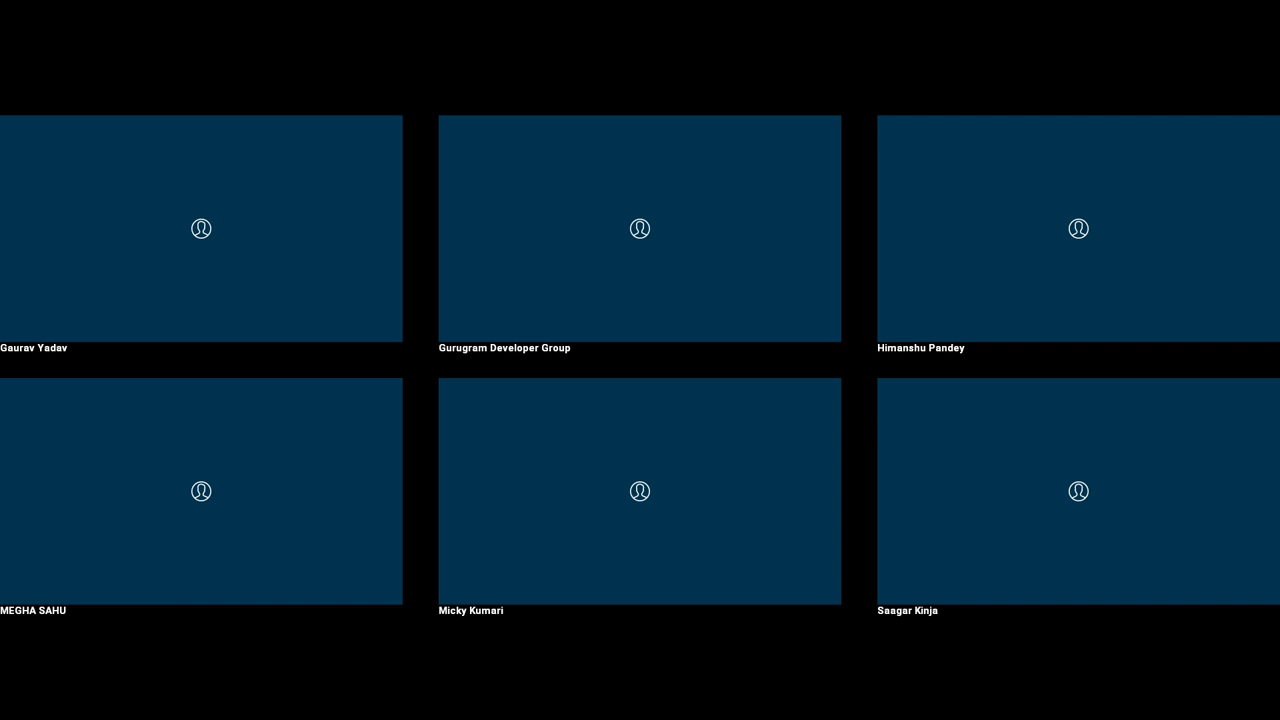 Gaurav Yadav
Gurugram Developer Group
Himanshu Pandey
MEGHA SAHU
Micky Kumari
Saagar Kinja